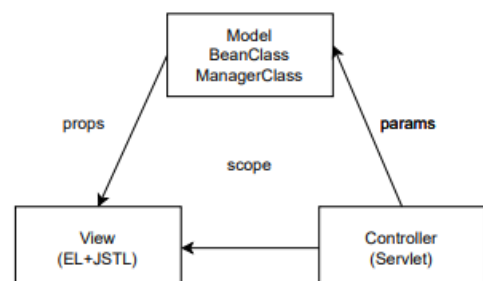 Model
BeanClass
ManagerClass
props
params
scope
View
(EL+JSTL)
Controller
(Servlet)